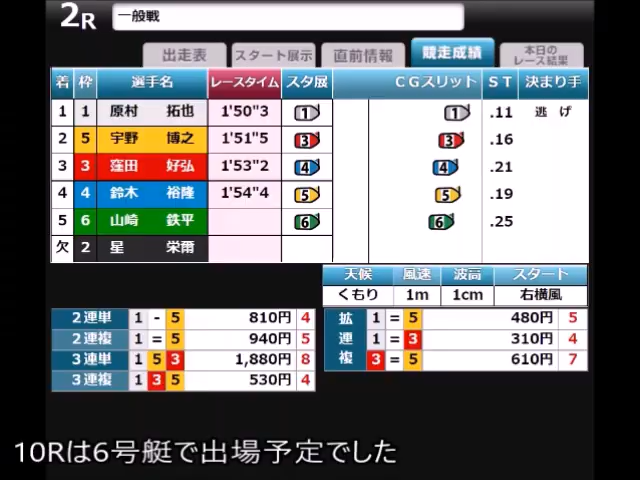 2R 一般戦
出走表 スタート展示 直前情報 競走成績 本日の
レース結果
着 枠 選手名 レースタイム スタ展 CGスリット ST 決まり手
1 1 原村 拓也 1'50"3 1 1 .11 逃 げ
2 5 宇野 博之 1'51"5 3 3 .16
3 3 窪田 好弘 1'53"2 4 4 .21
4 4 鈴木 裕隆 1'54"4 5 5 .19
5 6 山崎 鉄平 6 6 .25
欠 2 星 栄爾
天候 風速 波高 スタート
くもり 1m 1cm 右横風
2連単 1 - 5 810円 4
2連複 1 = 5 940円 5
3連単 1 5 3 1,880円 8
3連複 1 3 5 530円 4
拡 1 = 5 480円 5
連 1 = 3 310円 4
複 3 = 5 610円 7
10Rは6号艇で出場予定でした